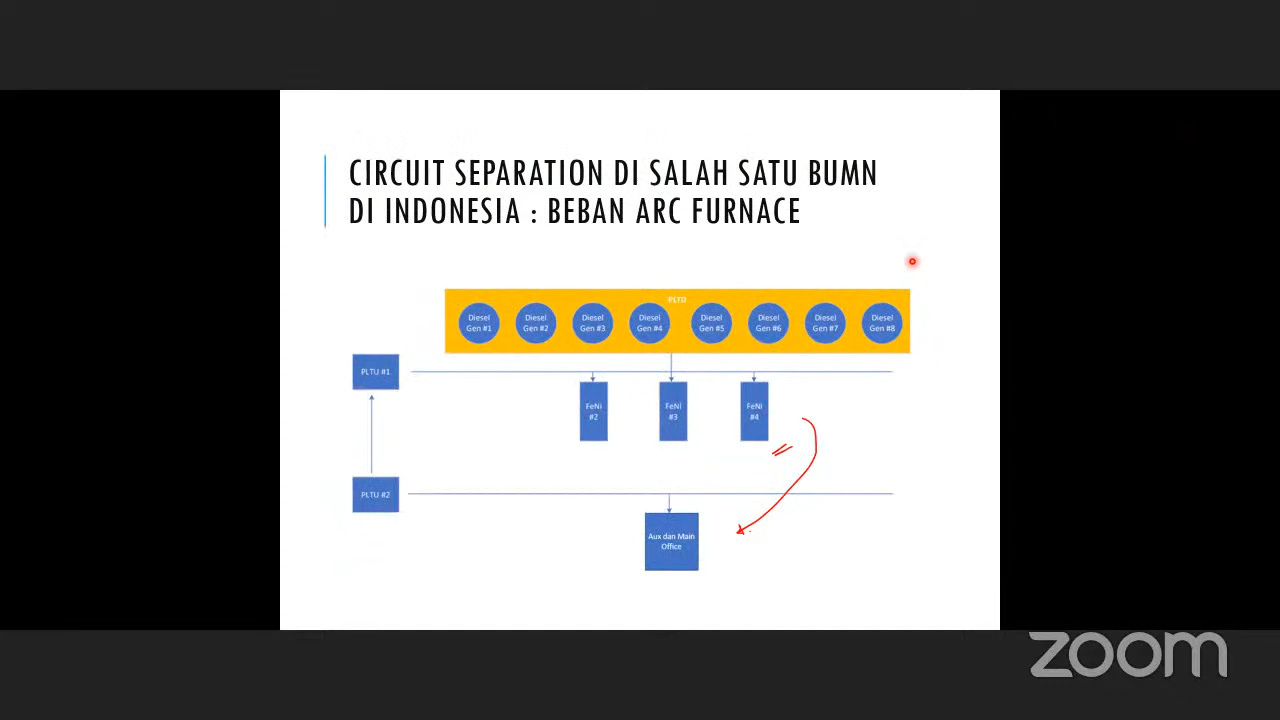 CIRCUIT SEPARATION DI SALAH SATU BUMN
DI INDONESIA : BEBAN ARC FURNACE
PLTD
Diesel
Gen #1
Diesel
Gen #2
Diesel
Gen #3
Diesel
Gen #4
Diesel
Gen #5
Diesel
Gen #6
Diesel
Gen #7
Diesel
Gen #8
PLTU #1
FeNi
#2
FeNi
#3
FeNi
#4
PLTU #2
Aux dan Main
Office
zoom